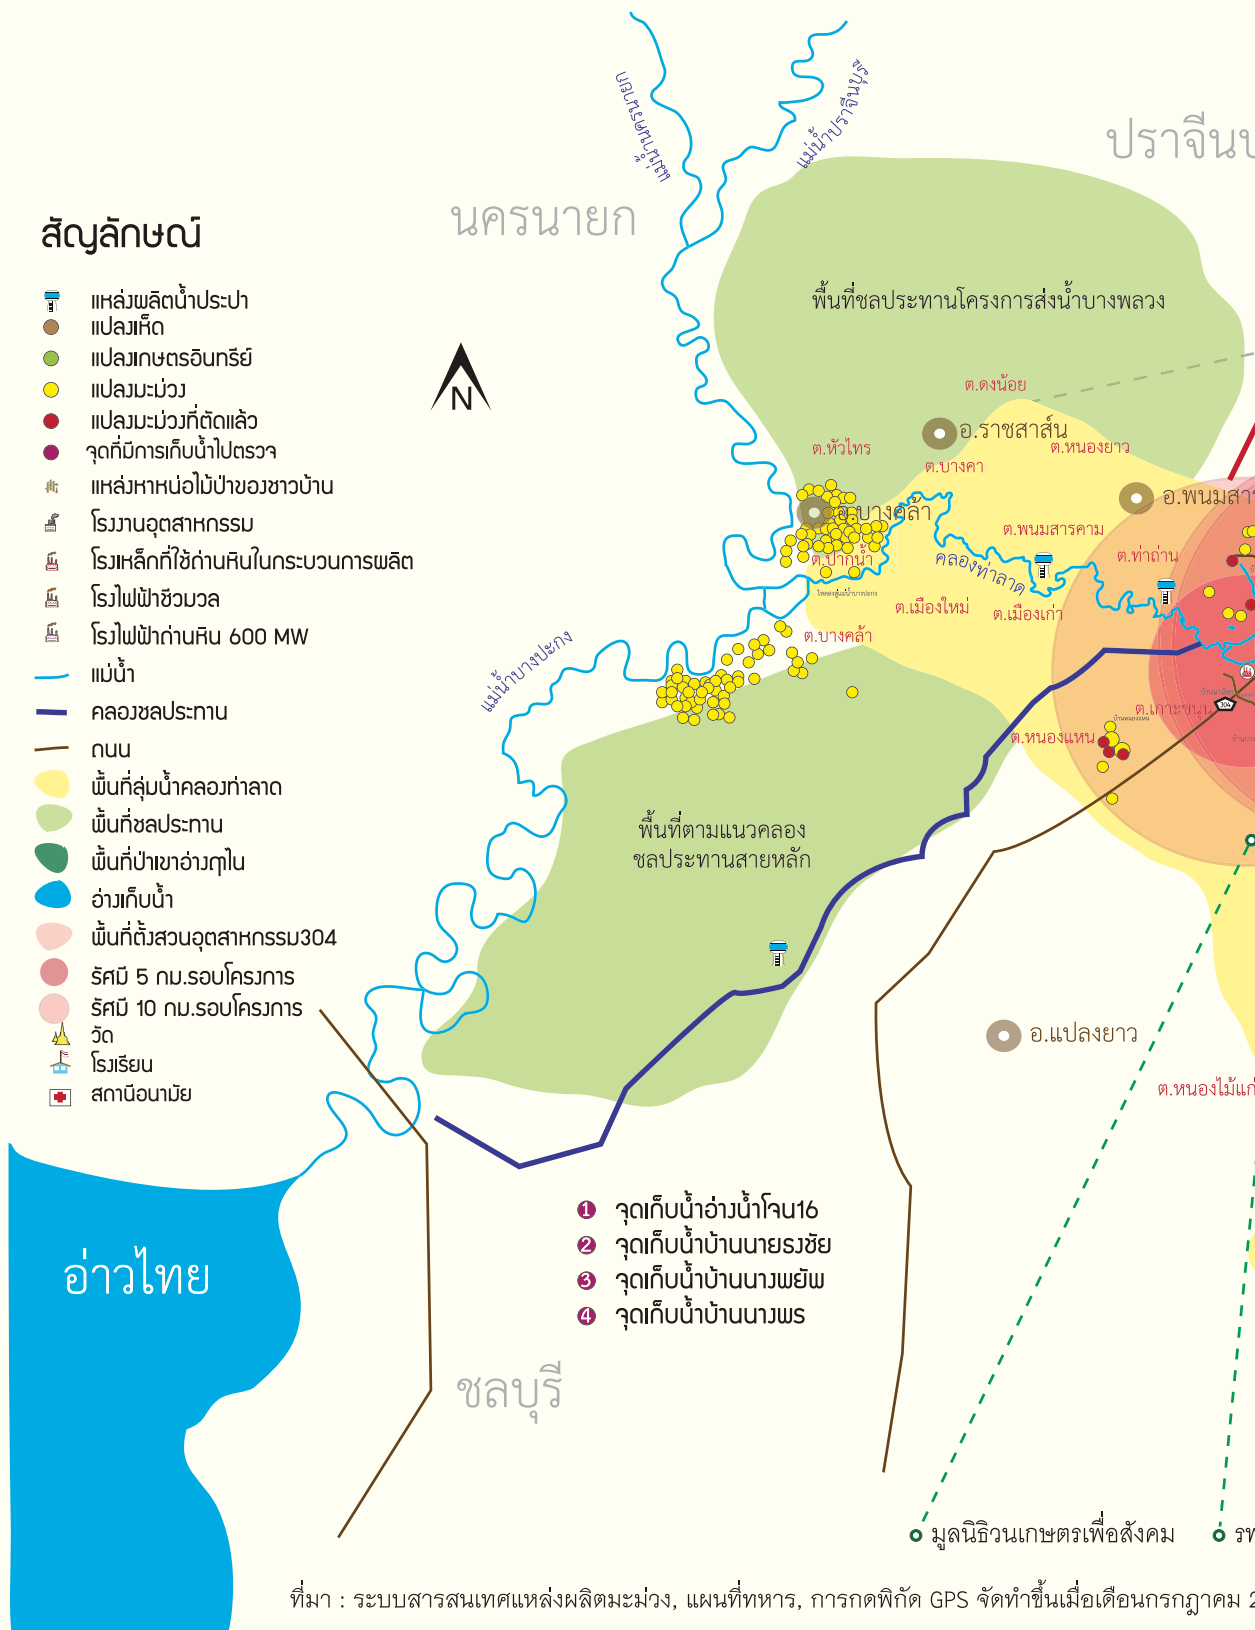 แม่น้ำนครนายก
แม่น้ำปราจีนบุรี
นครนายก
สัญลักษณ์
แหล่งผลิตน้ำประปา
แปลงเห็ด
แปลงเกษตรอินทรีย์
แปลงมะม่วง
แปลงมะม่วงที่ตัดแล้ว
จุดที่มีการเก็บน้ำไปตรวจ
แหล่งหาหน่อไม้ป่าของชาวบ้าน
โรงงานอุตสาหกรรม
โรงเหล็กที่ใช้ถ่านหินในกระบวนการผลิต
โรงไฟฟ้าชีวมวล
โรงไฟฟ้าถ่านหิน 600 MW
แม่น้ำ
คลองชลประทาน
ถนน
พื้นที่ลุ่มน้ำคลองท่าลาด
พื้นที่ชลประทาน
พื้นที่ป่าเขาอ่างฤาไน
อ่างเก็บน้ำ
พื้นที่ตั้งสวนอุตสาหกรรม304
รัศมี 5 กม.รอบโครงการ
รัศมี 10 กม.รอบโครงการ
วัด
โรงเรียน
สถานีอนามัย
N
พื้นที่ชลประทานโครงการส่งน้ำบางพลวง
ต.ดงน้อย
อ.ราชสาส์น
ต.หัวไทร
ต.หนองยาว
ต.บางคา
อ.บางคล้า
ต.พนมสารคาม
ต.ปากน้ำ
คลองท่าลาด
ต.ท่าถ่าน
ไหลลงสู่แม่น้ำบางปะกง
ต.เมืองใหม่
ต.เมืองเก่า
ต.บางคล้า
แม่น้ำบางปะกง
ต.เกาะขนุน
304
บ้านหนองแหน
ต.หนองแหน
พื้นที่ตามแนวคลอง
ชลประทานสายหลัก
อ.แปลงยาว
1 จุดเก็บน้ำอ่างน้ำโจน16
2 จุดเก็บน้ำบ้านนายธงชัย
3 จุดเก็บน้ำบ้านนางพยัพ
4 จุดเก็บน้ำบ้านนางพร
อ่าวไทย
ชลบุรี
มูลนิธิวนเกษตรเพื่อสังคม
ที่มา : ระบบสารสนเทศแหล่งผลิตมะม่วง, แผนที่ทหาร, การกดพิกัด GPS จัดทำขึ้นเมื่อเดือนกรกฎาคม 2